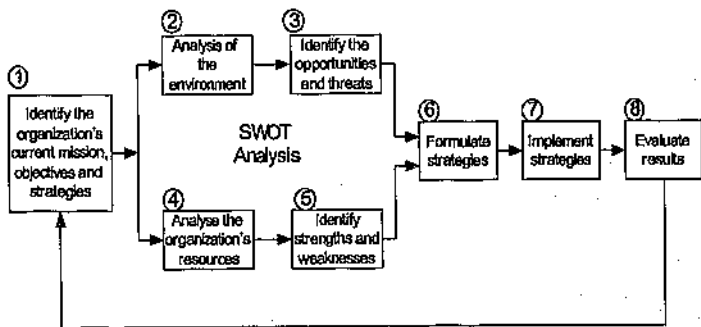 ①
Identify the
organization's
current mission,
objectives and
strategies
②
Analysis of
the
environment
③
Identify the
opportunities
and threats
SWOT
Analysis
④
Analyse the
organization's
resources
⑤
Identify
strengths and
weaknesses
⑥
Formulate
strategies
⑦
Implement
strategies
⑧
Evaluate
results